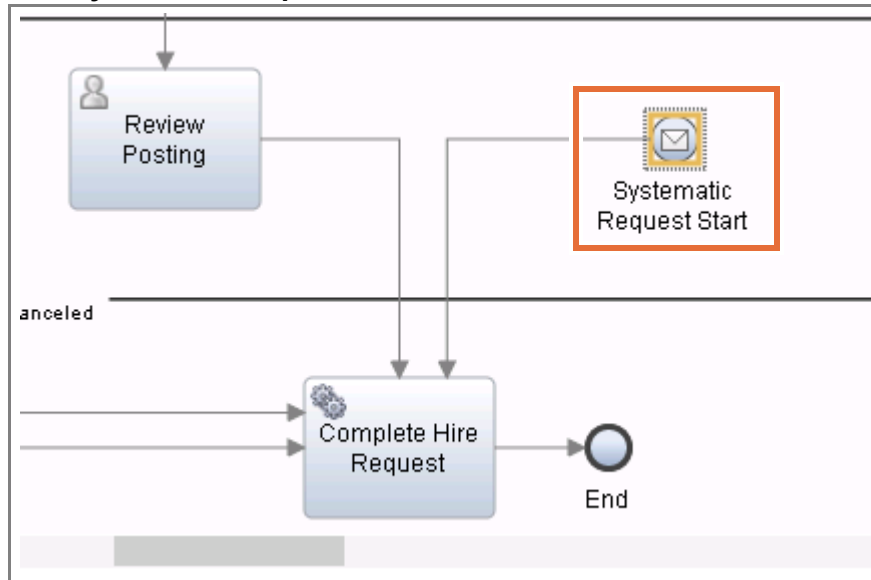 Review
Posting
Systematic
Request Start
anceled
Complete Hire
Request
End